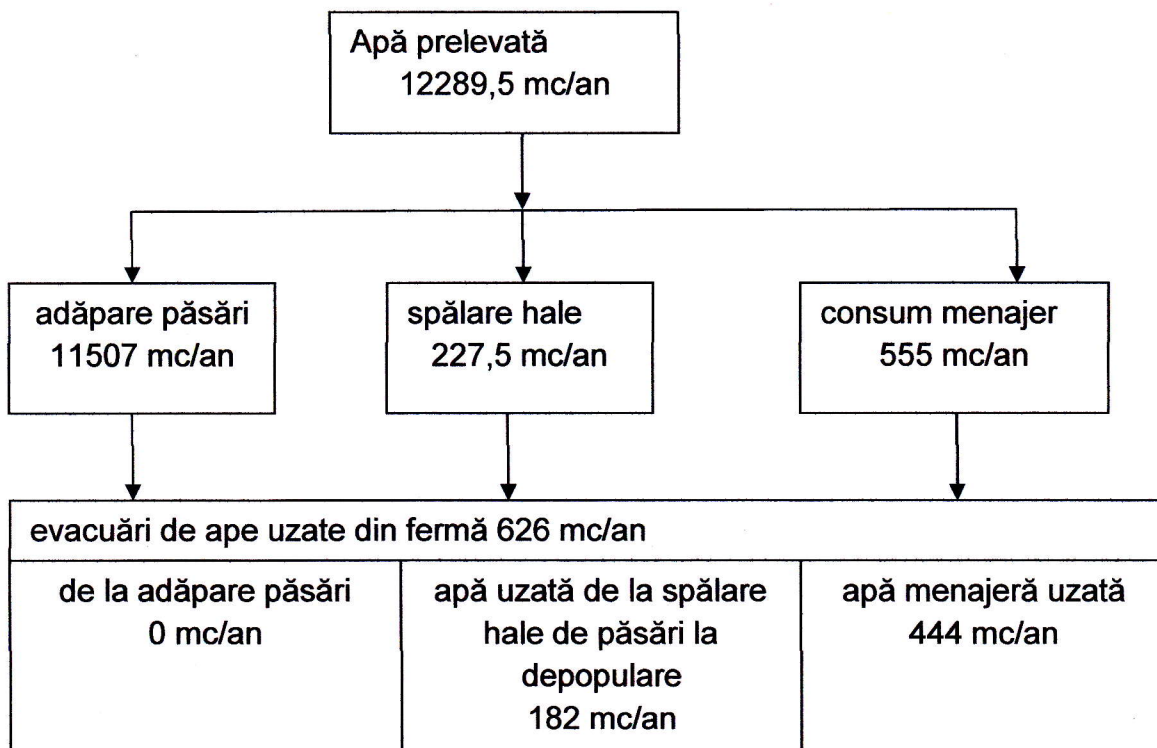 Apă prelevată
12289,5 mc/an
adăpare păsări
11507 mc/an
spălare hale
227,5 mc/an
consum menajer
555 mc/an
evacuări de ape uzate din fermă 626 mc/an
de la adăpare păsări
0 mc/an
apă uzată de la spălare
hale de păsări la
depopulare
182 mc/an
apă menajeră uzată
444 mc/an